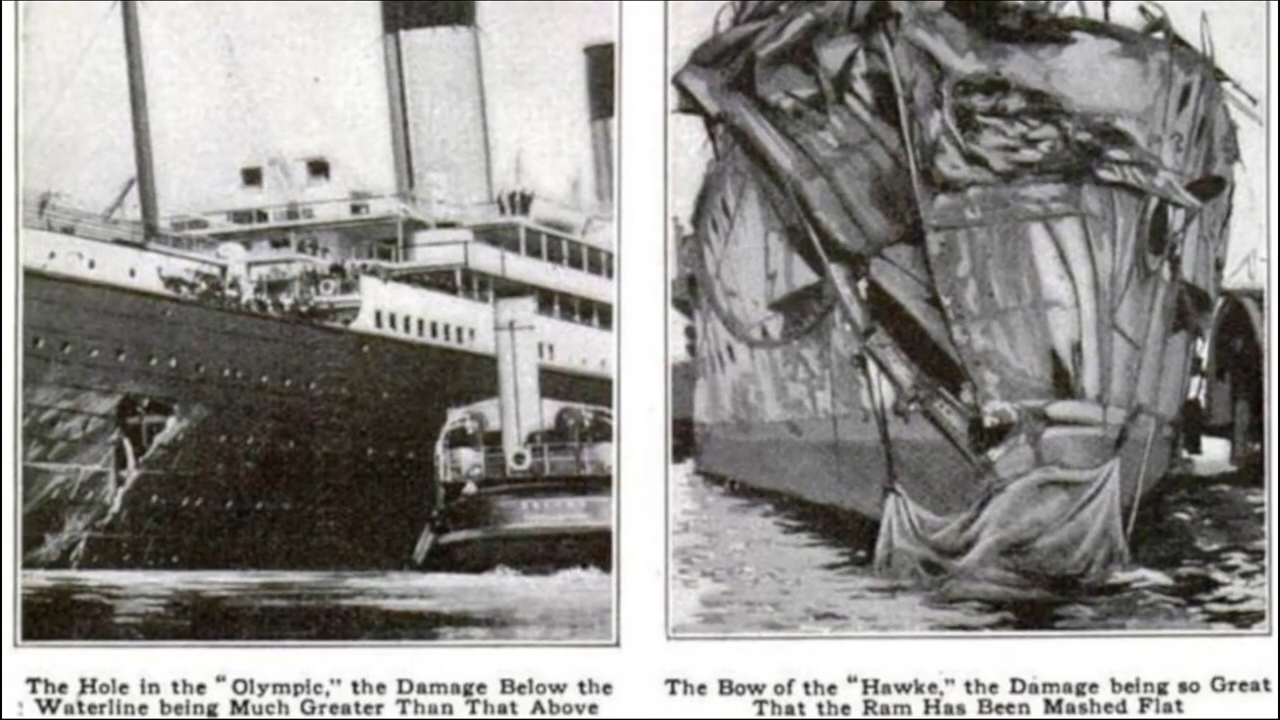 The Hole in the "Olympic," the Damage Below the
Waterline being Much Greater Than That Above
The Bow of the "Hawke," the Damage being so Great
That the Ram Has Been Mashed Flat